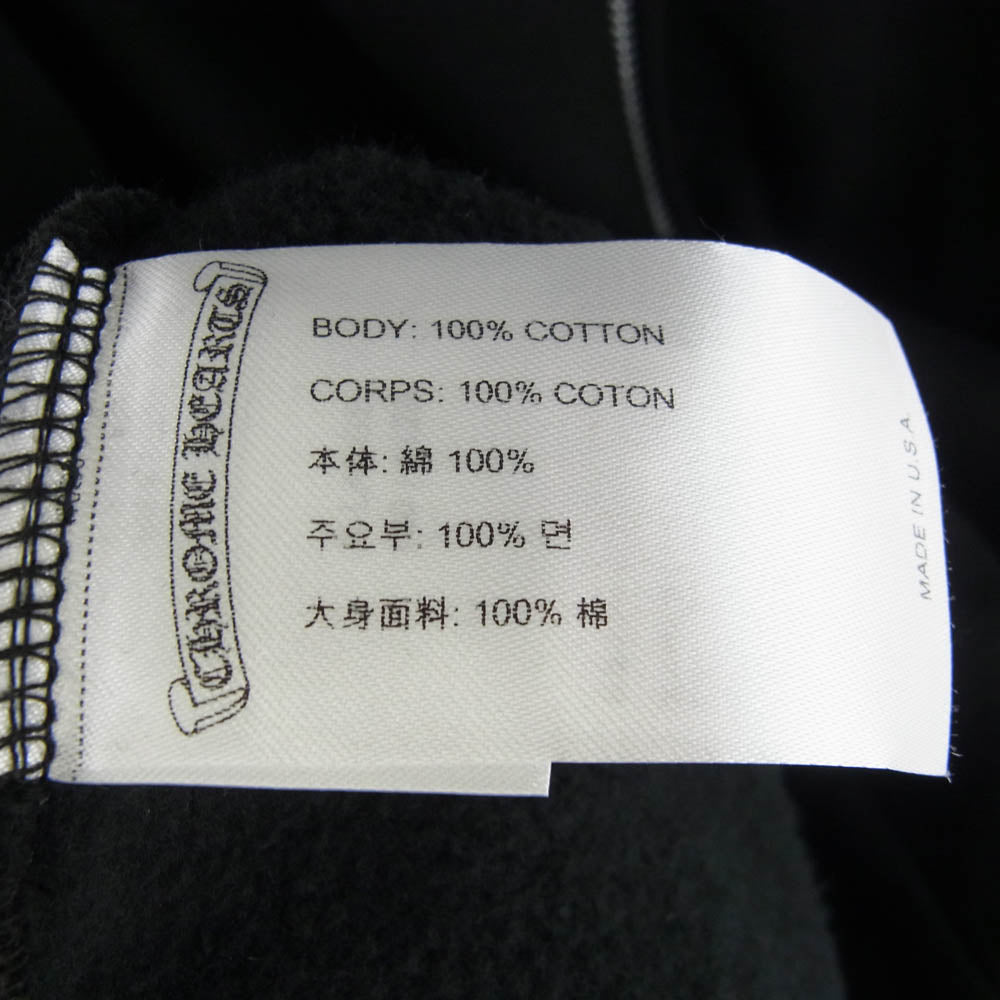 CHROME HEARTS
BODY: 100% COTTON
CORPS: 100% COTON
本体: 綿 100%
주요부: 100% 면
大身面料: 100% 棉
MADE IN U.S.A.